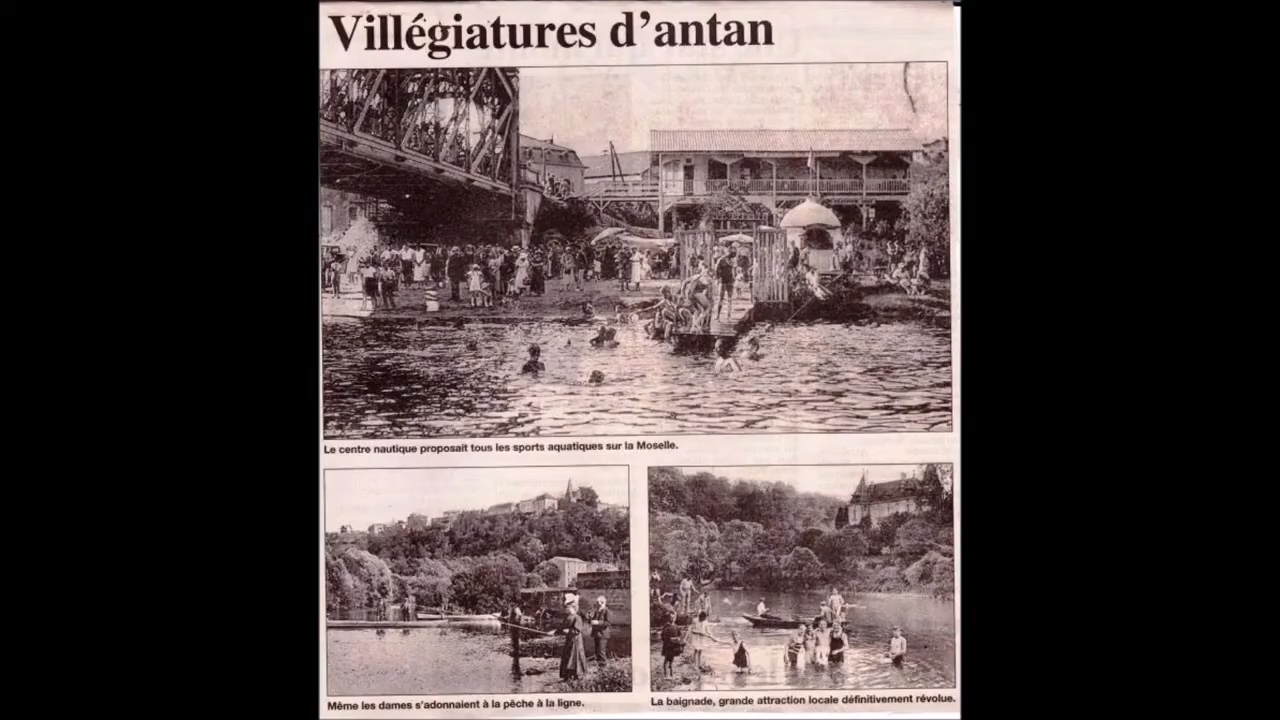 Villégiatures d'antan
Le centre nautique proposait tous les sports aquatiques sur la Moselle.
Même les dames s'adonnaient à la pêche à la ligne.
La baignade, grande attraction locale définitivement révolue.